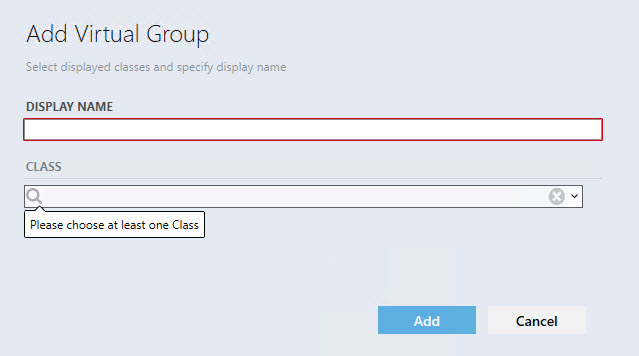 Add Virtual Group
Select displayed classes and specify display name
DISPLAY NAME
CLASS
Please choose at least one Class
Add
Cancel